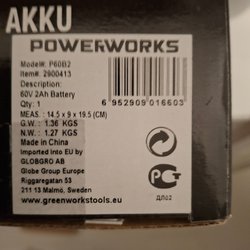 AKKU
POWERWORKS
Model#: P60B2
Item#: 2900413
Description:
60V 2Ah Battery
Qty: 1
6 952909 016603
MEAS. : 14.5 x 9 x 19.5 (CM)
G.W. : 1.36 KGS
N.W. : 1.27 KGS
Made in China
Imported into EU by
GLOBGRO AB
Globe Group Europe
Riggaregatan 53
211 13 Malmö, Sweden
www.greenworkstools.eu
ДЛ02